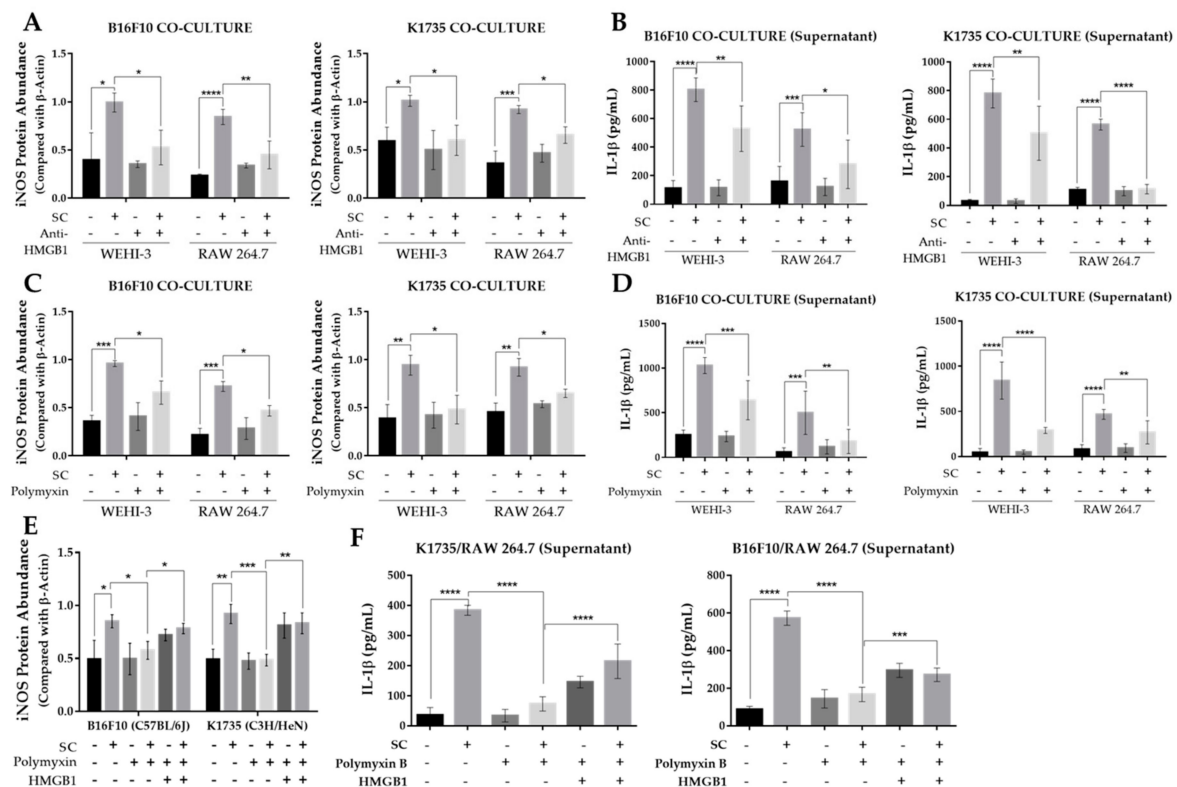 A
B16F10 CO-CULTURE
iNOS Protein Abundance
(Compared with β-Actin)
1.5
1.0
0.5
0.0
* * **** **
- + - + - + - + SC
- - + + - - + + Anti-HMGB1
WEHI-3 RAW 264.7
K1735 CO-CULTURE
iNOS Protein Abundance
(Compared with β-Actin)
1.5
1.0
0.5
0.0
* * *** *
- + - + - + - + SC
- - + + - - + + Anti-HMGB1
WEHI-3 RAW 264.7
B
B16F10 CO-CULTURE (Supernatant)
IL-1β (pg/mL)
1000
800
600
400
200
0
**** ** *** *
SC - + - + - + - +
Anti-HMGB1 - - + + - - + +
WEHI-3 RAW 264.7
K1735 CO-CULTURE (Supernatant)
IL-1β (pg/mL)
1000
800
600
400
200
0
**** ** **** ****
SC - + - + - + - +
Anti-HMGB1 - - + + - - + +
WEHI-3 RAW 264.7
C
B16F10 CO-CULTURE
iNOS Protein Abundance
(Compared with β-Actin)
1.5
1.0
0.5
0.0
*** * *** *
- + - + - + - + SC
- - + + - - + + Polymyxin
WEHI-3 RAW 264.7
K1735 CO-CULTURE
iNOS Protein Abundance
(Compared with β-Actin)
1.5
1.0
0.5
0.0
** * ** *
- + - + - + - + SC
- - + + - - + + Polymyxin
WEHI-3 RAW 264.7
D
B16F10 CO-CULTURE (Supernatant)
IL-1β (pg/mL)
1500
1000
500
0
**** *** *** **
SC - + - + - + - +
Polymyxin - - + + - - + +
WEHI-3 RAW 264.7
K1735 CO-CULTURE (Supernatant)
IL-1β (pg/mL)
1500
1000
500
0
**** **** **** **
SC - + - + - + - +
Polymyxin - - + + - - + +
WEHI-3 RAW 264.7
E
iNOS Protein Abundance
(Compared with β-Actin)
1.5
1.0
0.5
0.0
* * * ** *** **
B16F10 (C57BL/6J) K1735 (C3H/HeN)
SC - + - + - + - + - + - +
Polymyxin - - + + + + - - + + + +
HMGB1 - - - - + + - - - - + +
F
K1735/RAW 264.7 (Supernatant)
IL-1β (pg/mL)
500
400
300
200
100
0
**** **** ****
SC - + - + - +
Polymyxin B - - + + + +
HMGB1 - - - - + +
B16F10/RAW 264.7 (Supernatant)
IL-1β (pg/mL)
800
600
400
200
0
**** **** ***
SC - + - + - +
Polymyxin B - - + + + +
HMGB1 - - - - + +